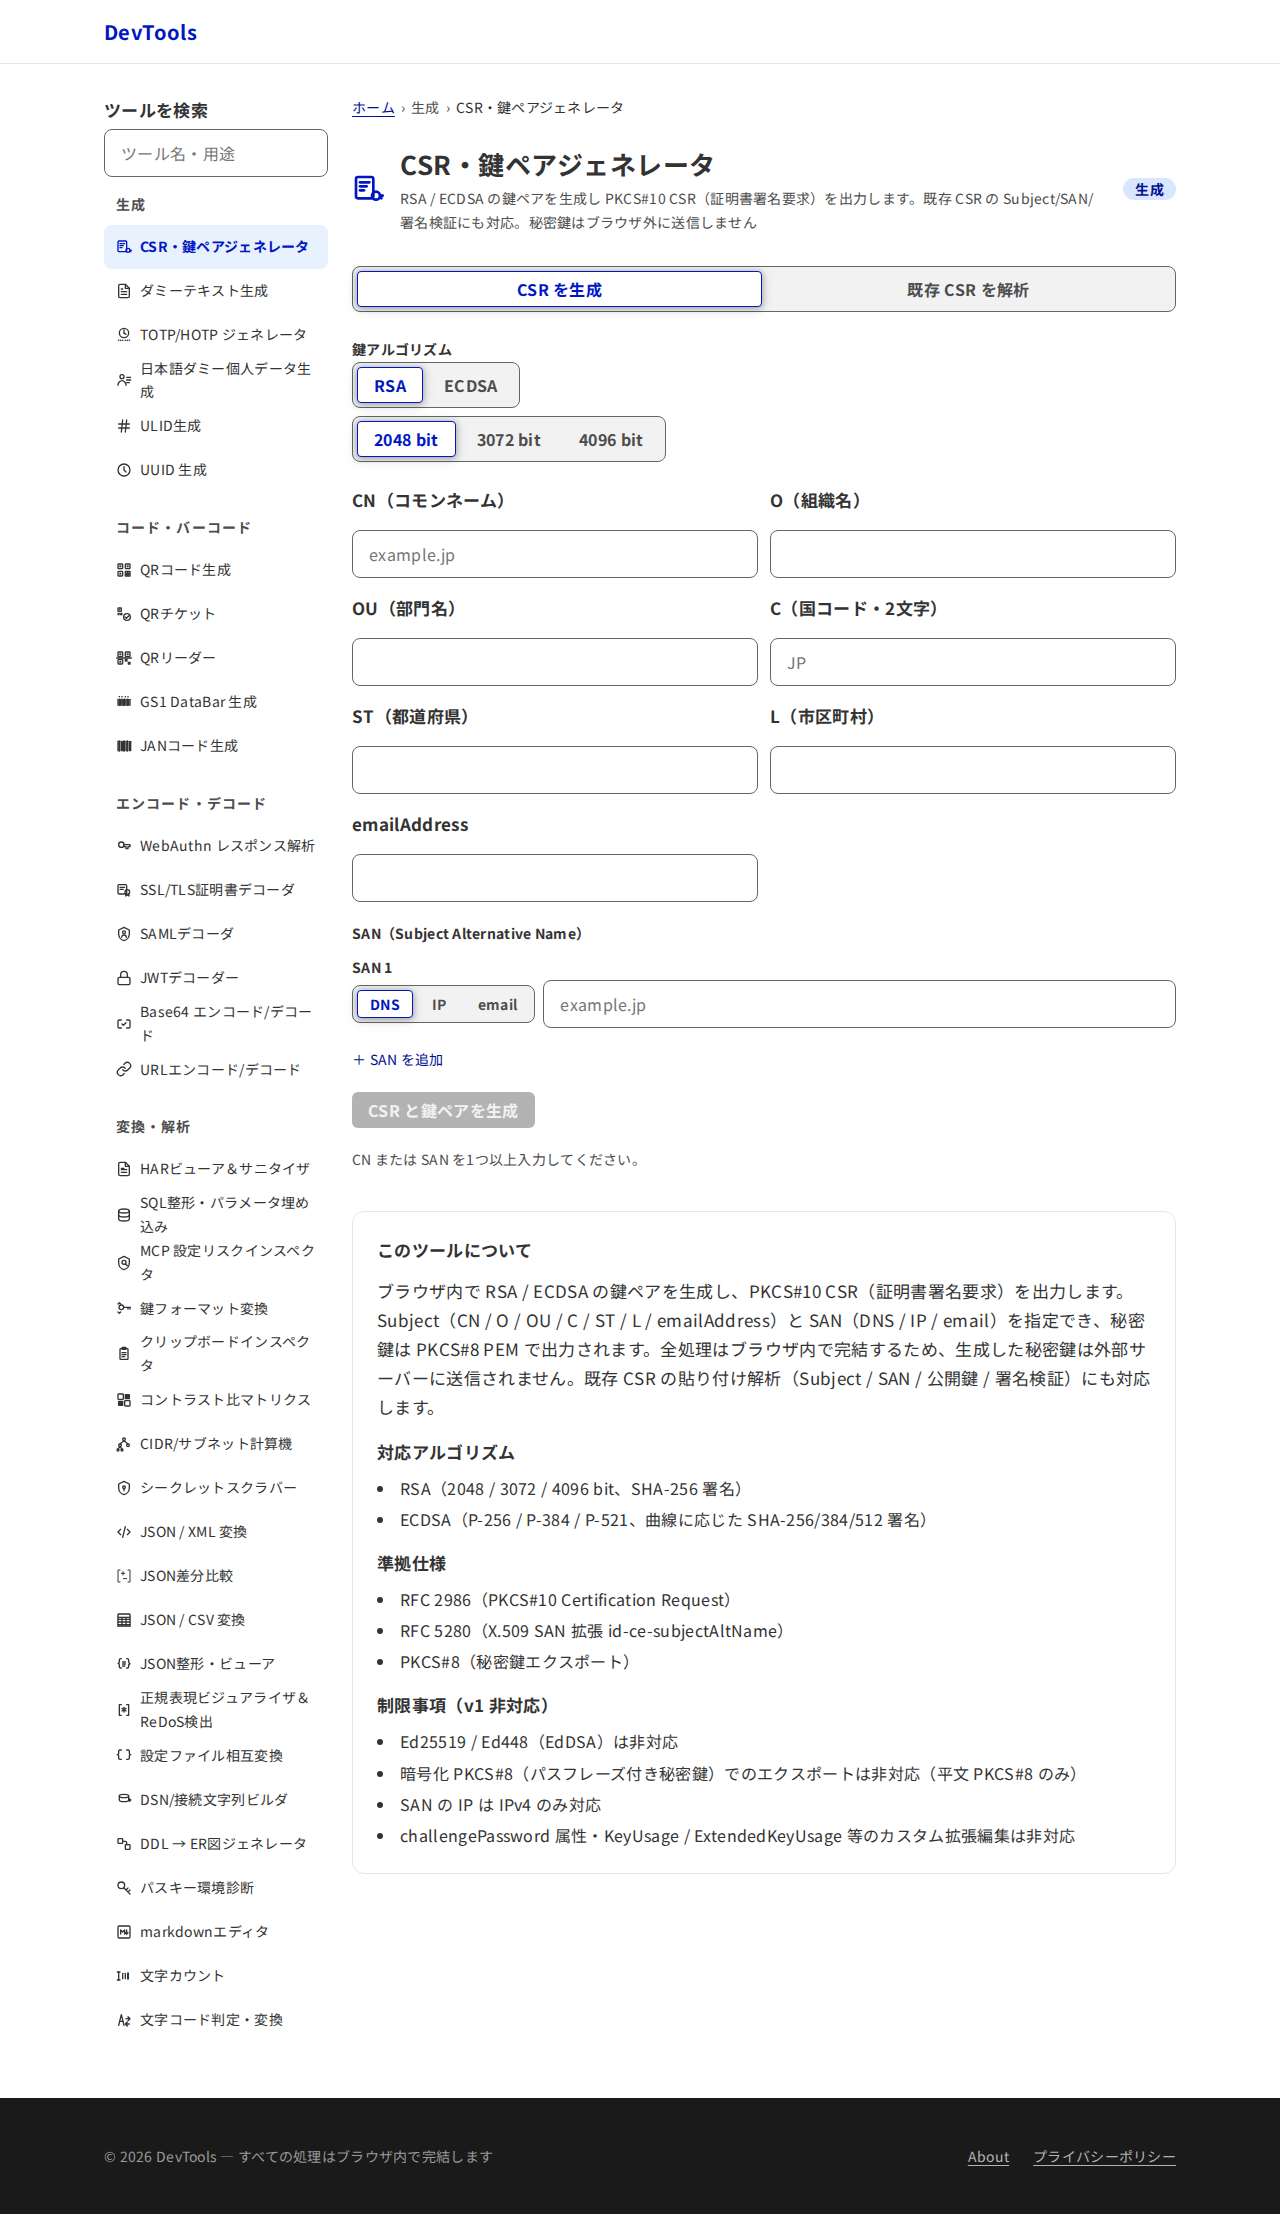 DevTools
ツールを検索
ツール名・用途
生成
CSR・鍵ペアジェネレータ
ダミーテキスト生成
TOTP/HOTP ジェネレータ
日本語ダミー個人データ生
成
ULID生成
UUID 生成
コード・バーコード
QRコード生成
QRチケット
QRリーダー
GS1 DataBar 生成
JANコード生成
エンコード・デコード
WebAuthn レスポンス解析
SSL/TLS証明書デコーダ
SAMLデコーダ
JWTデコーダー
Base64 エンコード/デコー
ド
URLエンコード/デコード
変換・解析
HARビューア＆サニタイザ
SQL整形・パラメータ埋め
込み
MCP 設定リスクインスペク
タ
鍵フォーマット変換
クリップボードインスペク
タ
コントラスト比マトリクス
CIDR/サブネット計算機
シークレットスクラバー
JSON / XML 変換
JSON差分比較
JSON / CSV 変換
JSON整形・ビューア
正規表現ビジュアライザ＆
ReDoS検出
設定ファイル相互変換
DSN/接続文字列ビルダ
DDL → ER図ジェネレータ
パスキー環境診断
markdownエディタ
文字カウント
文字コード判定・変換
ホーム › 生成 › CSR・鍵ペアジェネレータ
CSR・鍵ペアジェネレータ
RSA / ECDSA の鍵ペアを生成し PKCS#10 CSR（証明書署名要求）を出力します。既存 CSR の Subject/SAN/
署名検証にも対応。秘密鍵はブラウザ外に送信しません
生成
CSR を生成 既存 CSR を解析
鍵アルゴリズム
RSA ECDSA
2048 bit 3072 bit 4096 bit
CN（コモンネーム） O（組織名）
example.jp
OU（部門名） C（国コード・2文字）
JP
ST（都道府県） L（市区町村）
emailAddress
SAN（Subject Alternative Name）
SAN 1
DNS IP email example.jp
＋ SAN を追加
CSR と鍵ペアを生成
CN または SAN を1つ以上入力してください。
このツールについて
ブラウザ内で RSA / ECDSA の鍵ペアを生成し、PKCS#10 CSR（証明書署名要求）を出力します。
Subject（CN / O / OU / C / ST / L / emailAddress）と SAN（DNS / IP / email）を指定でき、秘密
鍵は PKCS#8 PEM で出力されます。全処理はブラウザ内で完結するため、生成した秘密鍵は外部サ
ーバーに送信されません。既存 CSR の貼り付け解析（Subject / SAN / 公開鍵 / 署名検証）にも対応
します。
対応アルゴリズム
• RSA（2048 / 3072 / 4096 bit、SHA-256 署名）
• ECDSA（P-256 / P-384 / P-521、曲線に応じた SHA-256/384/512 署名）
準拠仕様
• RFC 2986（PKCS#10 Certification Request）
• RFC 5280（X.509 SAN 拡張 id-ce-subjectAltName）
• PKCS#8（秘密鍵エクスポート）
制限事項（v1 非対応）
• Ed25519 / Ed448（EdDSA）は非対応
• 暗号化 PKCS#8（パスフレーズ付き秘密鍵）でのエクスポートは非対応（平文 PKCS#8 のみ）
• SAN の IP は IPv4 のみ対応
• challengePassword 属性・KeyUsage / ExtendedKeyUsage 等のカスタム拡張編集は非対応
© 2026 DevTools — すべての処理はブラウザ内で完結します
About プライバシーポリシー